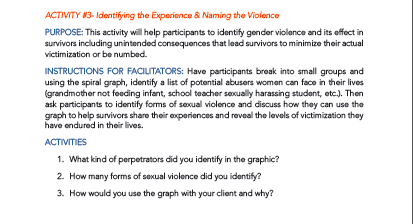 ACTIVITY #3- Identifying the Experience & Naming the Violence
PURPOSE: This activity will help participants to identify gender violence and its effect in
survivors including unintended consequences that lead survivors to minimize their actual
victimization or be numbed.
INSTRUCTIONS FOR FACILITATORS: Have participants break into small groups and
using the spiral graph, identify a list of potential abusers women can face in their lives
(grandmother not feeding infant, school teacher sexually harassing student, etc.). Then
ask participants to identify forms of sexual violence and discuss how they can use the
graph to help survivors share their experiences and reveal the levels of victimization they
have endured in their lives.
ACTIVITIES
1. What kind of perpetrators did you identify in the graphic?
2. How many forms of sexual violence did you identify?
3. How would you use the graph with your client and why?